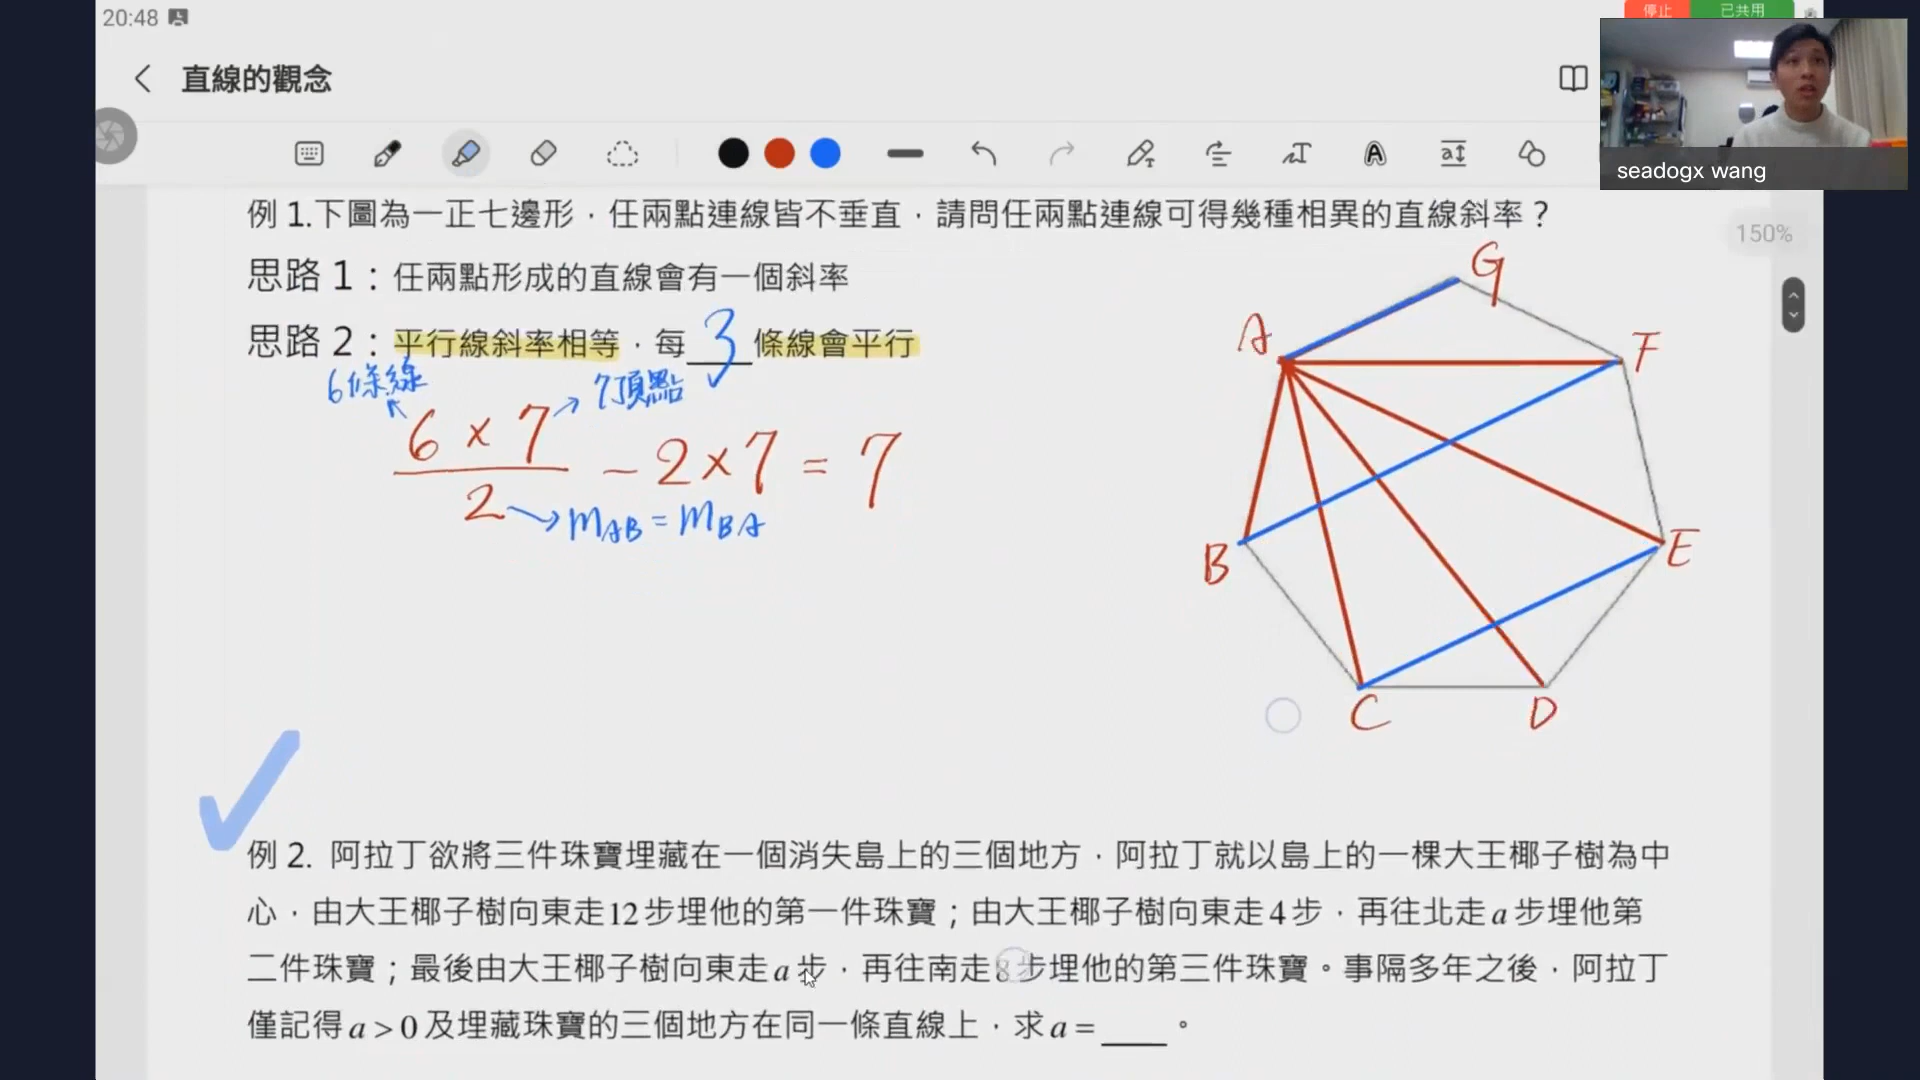 20:48
停止 已共用
直線的觀念
seadogx wang
150%
例 1.下圖為一正七邊形，任兩點連線皆不垂直，請問任兩點連線可得幾種相異的直線斜率？
思路 1：任兩點形成的直線會有一個斜率
思路 2：平行線斜率相等，每 3 條線會平行
6條線 7頂點
6 × 7 / 2 - 2 × 7 = 7
mAB = mBA
G
A
F
B
E
C
D
例 2. 阿拉丁欲將三件珠寶埋藏在一個消失島上的三個地方，阿拉丁就以島上的一棵大王椰子樹為中
心，由大王椰子樹向東走12步埋他的第一件珠寶；由大王椰子樹向東走4步，再往北走a步埋他第
二件珠寶；最後由大王椰子樹向東走a步，再往南走8步埋他的第三件珠寶。事隔多年之後，阿拉丁
僅記得a>0及埋藏珠寶的三個地方在同一條直線上，求a=____。